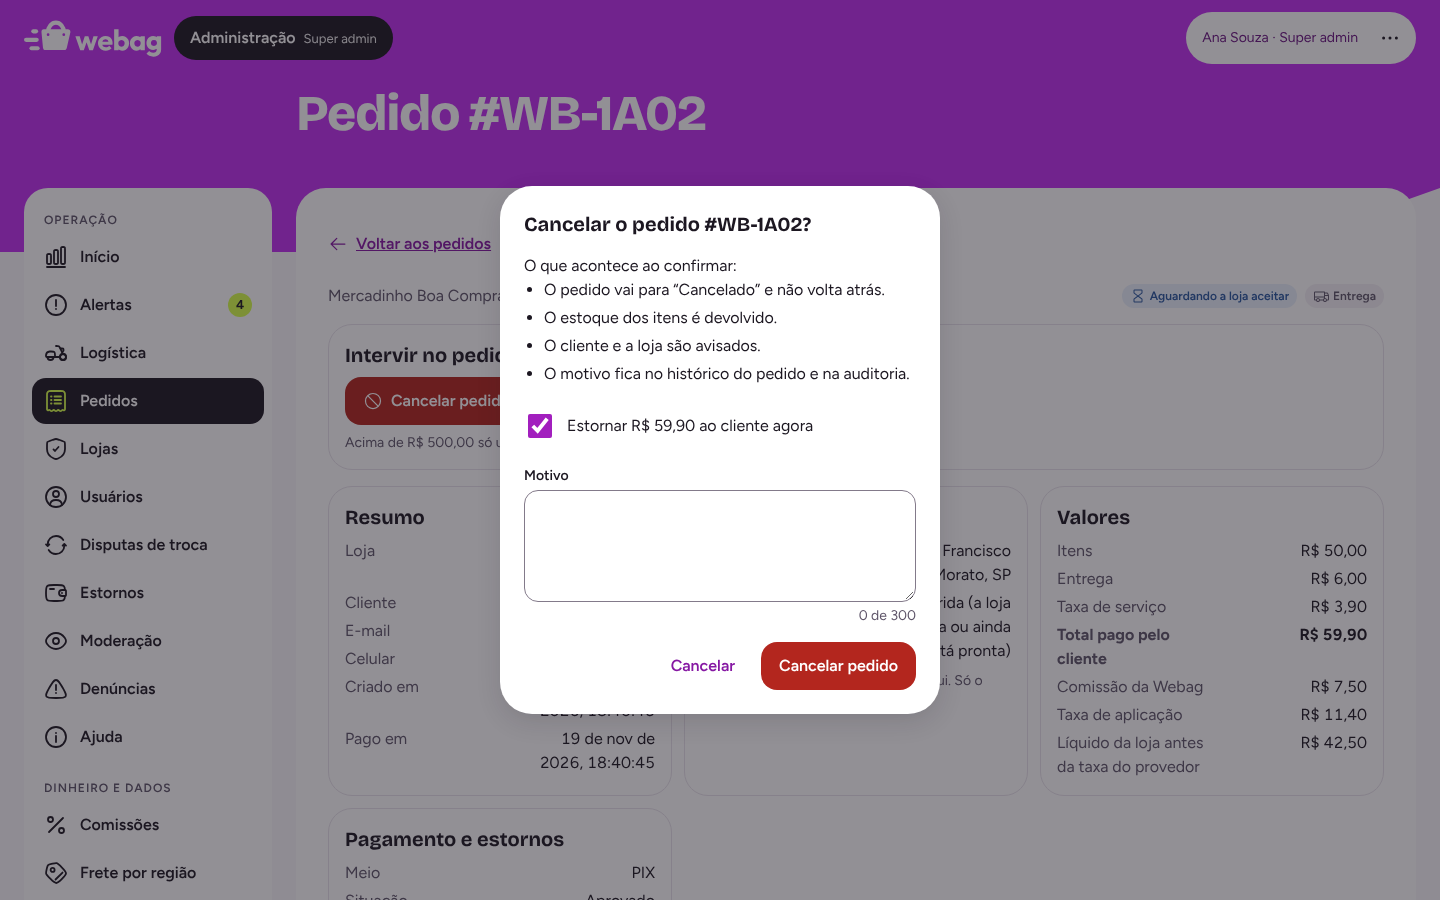 webag
Administração Super admin
Ana Souza · Super admin
Pedido #WB-1A02
OPERAÇÃO
Início
Alertas 4
Logística
Pedidos
Lojas
Usuários
Disputas de troca
Estornos
Moderação
Denúncias
Ajuda
DINHEIRO E DADOS
Comissões
Frete por região
Voltar aos pedidos
Mercadinho Boa Compra
Aguardando a loja aceitar
Entrega
Intervir no
Cancelar
Acima de R$ 500,00 só
Cancelar o pedido #WB-1A02?
O que acontece ao confirmar:
• O pedido vai para “Cancelado” e não volta atrás.
• O estoque dos itens é devolvido.
• O cliente e a loja são avisados.
• O motivo fica no histórico do pedido e na auditoria.
Estornar R$ 59,90 ao cliente agora
Motivo
0 de 300
Cancelar
Cancelar pedido
Resumo
Loja
Cliente
E-mail
Celular
Criado em
Pago em 19 de nov de
2026, 18:40:45
Francisco
Morato, SP
(a loja
ou ainda
pronta)
Só o
Valores
Itens R$ 50,00
Entrega R$ 6,00
Taxa de serviço R$ 3,90
Total pago pelo R$ 59,90
cliente
Comissão da Webag R$ 7,50
Taxa de aplicação R$ 11,40
Líquido da loja antes R$ 42,50
da taxa do provedor
Pagamento e estornos
Meio PIX
Situação Aprovado